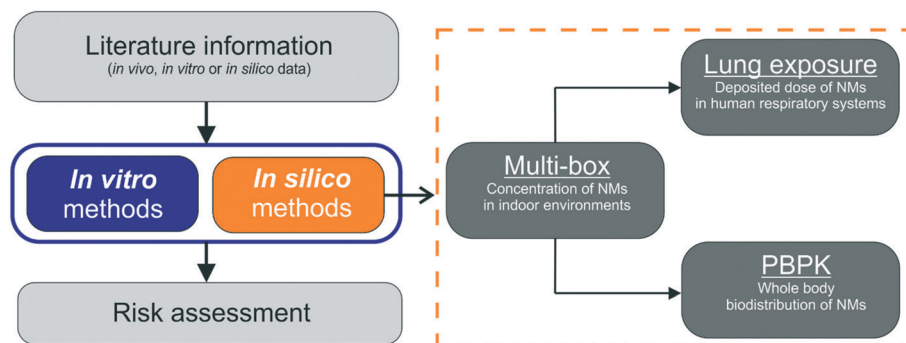 Literature information
(in vivo, in vitro or in silico data)
In vitro
methods
In silico
methods
Risk assessment
Multi-box
Concentration of NMs
in indoor environments
Lung exposure
Deposited dose of NMs
in human respiratory systems
PBPK
Whole body
biodistribution of NMs